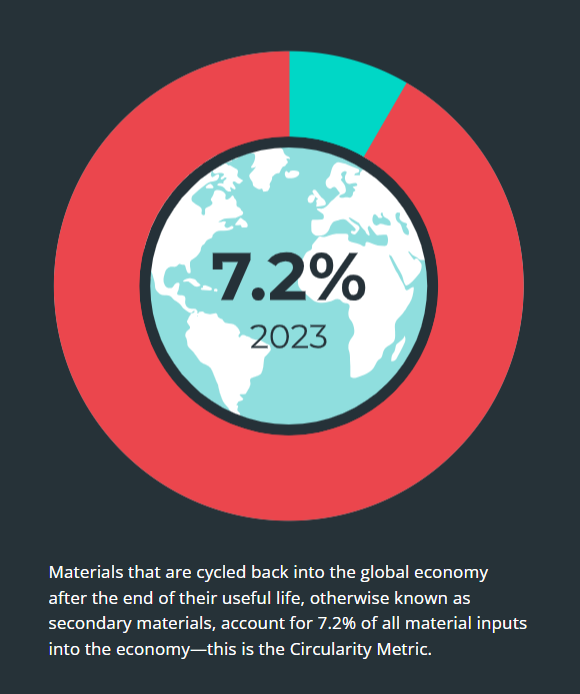 7.2%
2023
Materials that are cycled back into the global economy
after the end of their useful life, otherwise known as
secondary materials, account for 7.2% of all material inputs
into the economy—this is the Circularity Metric.